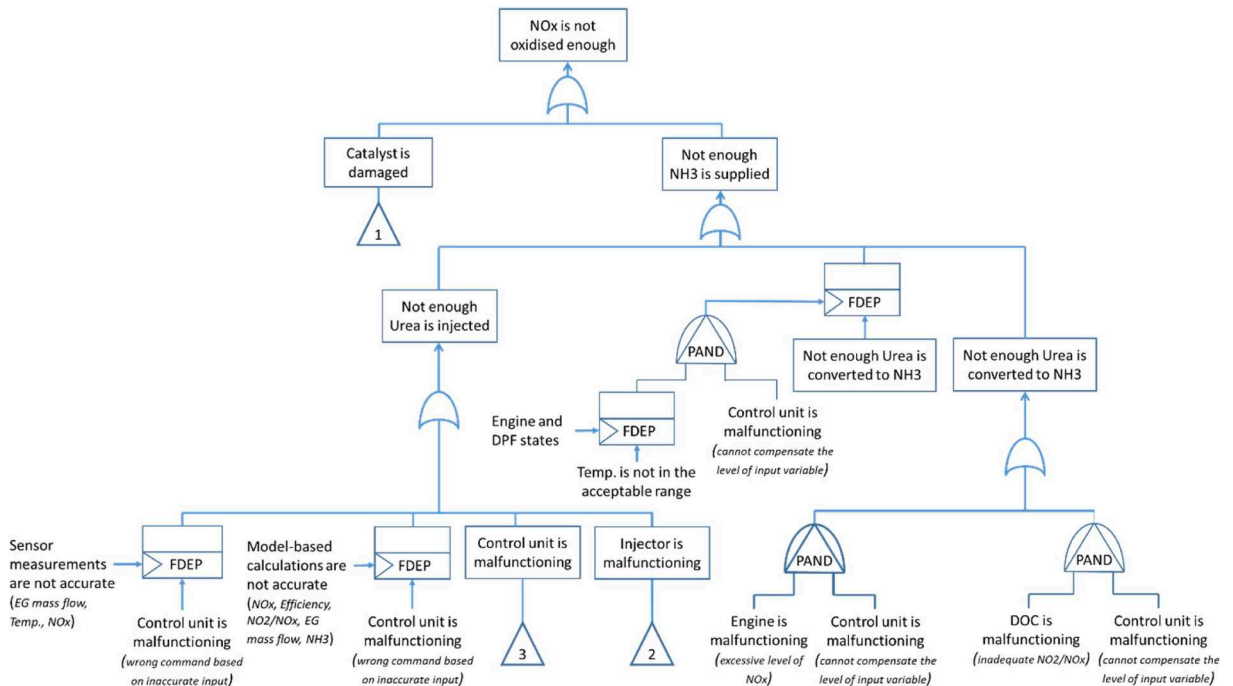 NOx is not
oxidised enough
Catalyst is
damaged
Not enough
NH3 is supplied
1
Not enough
Urea is injected
FDEP
PAND
Not enough Urea is
converted to NH3
Not enough Urea is
converted to NH3
Engine and
DPF states
FDEP
Control unit is
malfunctioning
(cannot compensate the
level of input variable)
Temp. is not in the
acceptable range
Sensor
measurements
are not accurate
(EG mass flow,
Temp., NOx)
FDEP
Control unit is
malfunctioning
(wrong command based
on inaccurate input)
Model-based
calculations are
not accurate
(NOx, Efficiency,
NO2/NOx, EG
mass flow, NH3)
FDEP
Control unit is
malfunctioning
(wrong command based
on inaccurate input)
Control unit is
malfunctioning
3
Injector is
malfunctioning
2
PAND
Engine is
malfunctioning
(excessive level of
NOx)
Control unit is
malfunctioning
(cannot compensate the
level of input variable)
PAND
DOC is
malfunctioning
(inadequate NO2/NOx)
Control unit is
malfunctioning
(cannot compensate the
level of input variable)